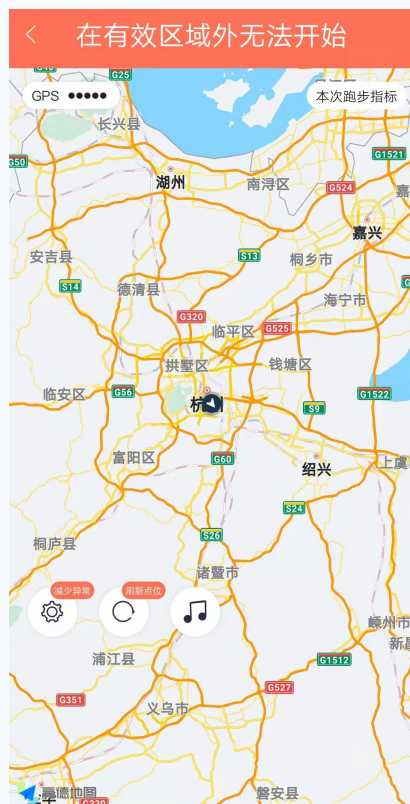 在有效区域外无法开始
G25
GPS
本次跑步指标
长兴县
G50
G1521
湖州
南浔区
G524
嘉兴
安吉县
S13
桐乡市
S14
德清县
海宁市
G320
临平区
G525
拱墅区
钱塘区
临安区
G56
G1522
S9
杭州
富阳区
G60
绍兴
上虞
S24
S26
桐庐县
诸暨市
减少异常
刷新点位
嵊州市
新昌
浦江县
G1512
G351
G527
义乌市
高德地图
磐安县
G330